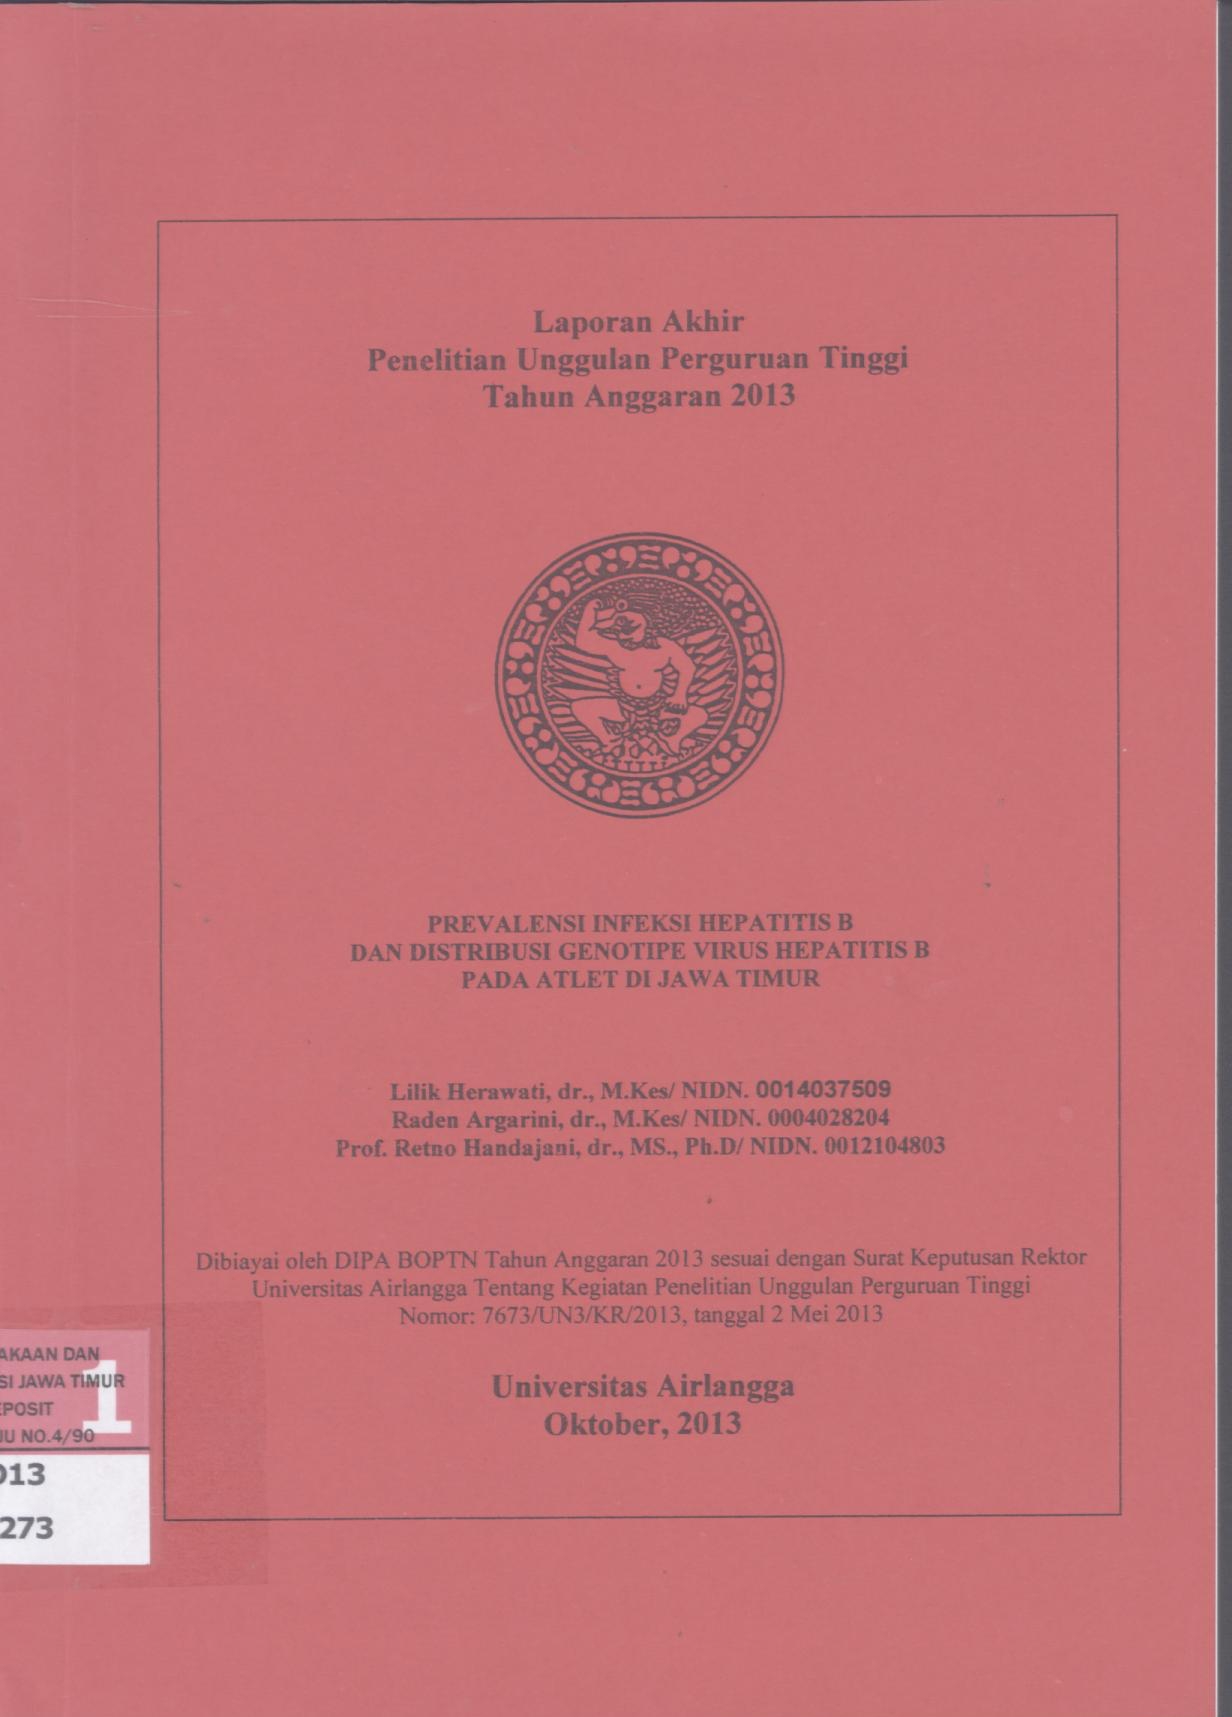 Laporan Akhir
Penelitian Unggulan Perguruan Tinggi
Tahun Anggaran 2013
PREVALENSI INFEKSI HEPATITIS B
DAN DISTRIBUSI GENOTIPE VIRUS HEPATITIS B
PADA ATLET DI JAWA TIMUR
Lilik Herawati, dr., M.Kes/ NIDN. 0014037509
Raden Argarini, dr., M.Kes/ NIDN. 0004028204
Prof. Retno Handajani, dr., MS., Ph.D/ NIDN. 0012104803
Dibiayai oleh DIPA BOPTN Tahun Anggaran 2013 sesuai dengan Surat Keputusan Rektor
Universitas Airlangga Tentang Kegiatan Penelitian Unggulan Perguruan Tinggi
Nomor: 7673/UN3/KR/2013, tanggal 2 Mei 2013
Universitas Airlangga
Oktober, 2013
AKAAN DAN
SI JAWA TIMUR
EPOSIT
JU NO.4/90
1
013
273